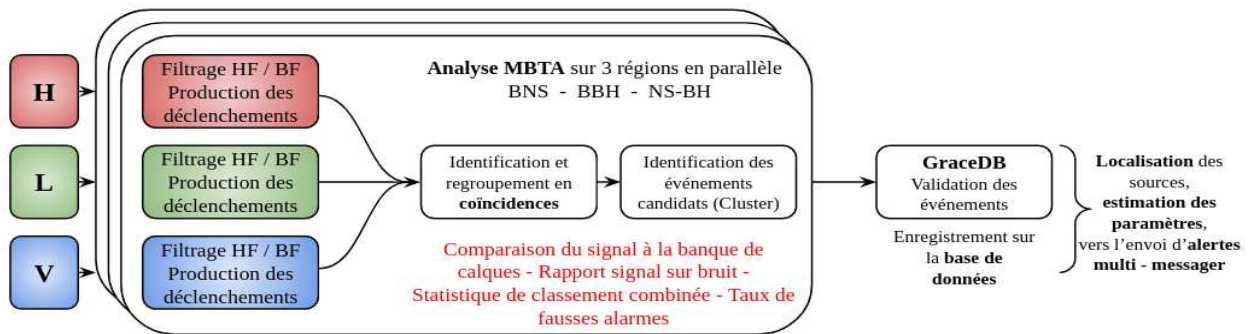 H
Filtrage HF / BF
Production des
déclenchements
L
Filtrage HF / BF
Production des
déclenchements
V
Filtrage HF / BF
Production des
déclenchements
Analyse MBTA sur 3 régions en parallèle
BNS - BBH - NS-BH
Identification et
regroupement en
coïncidences
Identification des
événements
candidats (Cluster)
Comparaison du signal à la banque de
calques - Rapport signal sur bruit -
Statistique de classement combinée - Taux de
fausses alarmes
GraceDB
Validation des
événements
Enregistrement sur
la base de
données
Localisation des
sources,
estimation des
paramètres,
vers l'envoi d'alertes
multi - messager